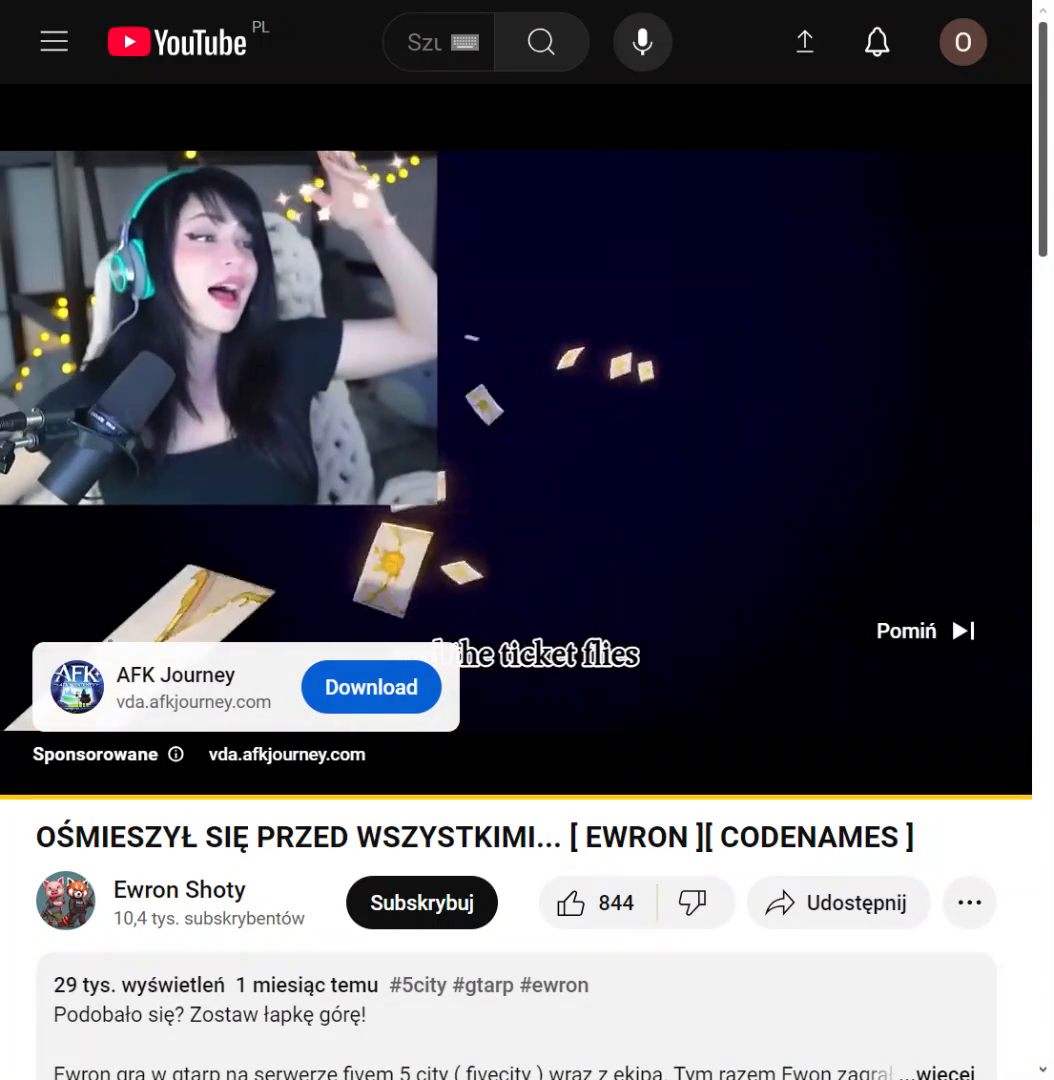 YouTube PL
Szu
O
the ticket flies
Pomiń
AFK
AFK Journey
vda.afkjourney.com
Download
Sponsorowane
vda.afkjourney.com
OŚMIESZYŁ SIĘ PRZED WSZYSTKIMI... [ EWRON ][ CODENAMES ]
Ewron Shoty
10,4 tys. subskrybentów
Subskrybuj
844
Udostępnij
29 tys. wyświetleń 1 miesiąc temu #5city #gtarp #ewron
Podobało się? Zostaw łapkę górę!
Ewron gra w gtarp na serwerze fivem 5 city ( fivecity ) wraz z ekipą. Tym razem Ewon zagrał ...więcej